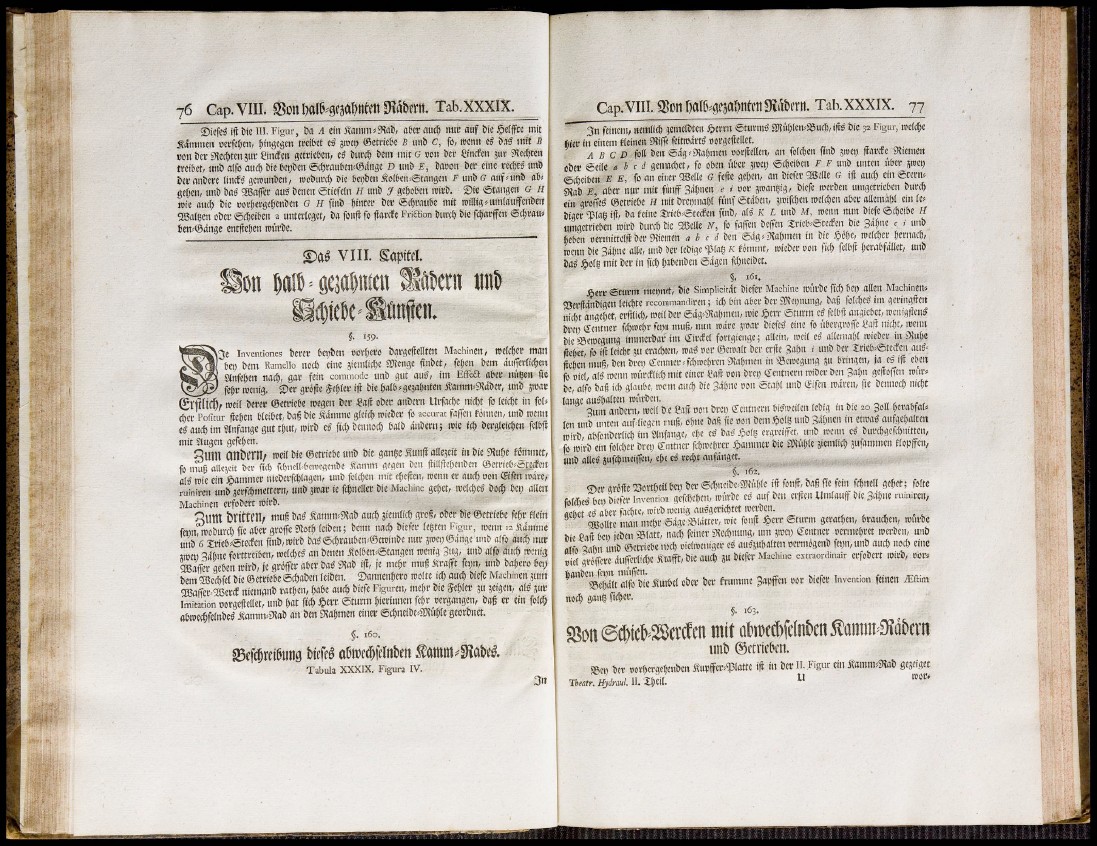 76 Cap. VIII. Von halb-gezahnten Rädern. Tab. XXXIX.
Dieses ist die III. Figur, da A ein Kamm-Rad, aber auch nur auf die Helffte mit
Kämmen versehen, hingegen treibet es zwey Getriebe B und C, so, wenn es das mit B
von der Rechten zur Lincken getrieben, es durch dem mit G von der Lincken zur Rechten
treibet, und also auch die beyden Schrauben-Gänge D und E, davon der eine rechts und
der andere lincks gewunden, wodurch die beyden Kolben-Stangen F und G auf- und ab-
gehen, und das Wasser aus denen Stiefeln H und J gehoben wird. Die Stangen G H
wie auch die vorhergehenden G H sind hinter der Schraube mit willig-umlauffenden
Waltzen oder Scheiben a unterleget, da sonst so starcke Friction durch die scharffen Schrau-
ben-Gänge entstehen würde.
Das VIII. Capitel.
Von halb-gezahnten Rädern und
Schiebe-Künsten.
§. 159.
DIe Inventiones derer beyden vorhero dargestellten Machinen, welcher man
bey dem Ramello noch eine ziemliche Menge findet, sehen dem äusserlichen
Ansehen nach, gar fein commode und gut aus, im Effect aber nützen sie
sehr wenig. Der gröste Fehler ist die halb-gezahnten Kamm-Räder, und zwar
Erstlich, weil derer Getriebe wegen der Last oder andern Ursache nicht so leicht in sol-
cher Positur stehen bleibet, daß die Kämme gleich wieder so accurat fassen können, und wenn
es auch im Anfange gut thut, wird es sich dennoch bald ändern; wie ich dergleichen selbst
mit Augen gesehen.
Zum andern, weil die Getriebe und die gantze Kunst allezeit in die Ruhe kömmet,
so muß allezeit der sich schnell-bewegende Kamm gegen den stillstehenden Getrieb-Stecken
als wie ein Hammer niederschlagen, und solchen mit ehesten, wenn er auch von Eisen wäre,
ruiniren und zerschmettern, und zwar je schneller die Machine gehet, welches doch bey allen
Machinen erfodert wird.
Zum dritten, muß das Kamm-Rad auch ziemlich groß, oder die Getriebe sehr klein
seyn, wodurch sie aber grosse Noth leiden; denn nach dieser letzten Figur, wenn 12 Kämme
und 6 Trieb-Stecken sind, wird das Schrauben-Gewinde nur zwey Gänge und also auch nur
zwey Zähne forttreiben, welches an denen Kolben-Stangen wenig Zug, und also auch wenig
Wasser geben wird, je grösser aber das Rad ist, je mehr muß Krafft seyn, und dahero bey
dem Wechsel die Getriebe Schaden leiden. Dannenhero wolte ich auch diese Machinen zum
Wasser-Werck niemand rathen, habe auch diese Figuren, mehr die Fehler zu zeigen, als zur
Imitation vorgestellet, und hat sich Herr Sturm hierinnen sehr vergangen, daß er ein solch
abwechselndes Kamm-Rad an den Rahmen einer Schneide-Mühle geordnet.
§. 160.
Beschreibung dieses abwechselnden Kamm-Rades.
Tabula XXXIX. Figura IV.
In
Cap. VIII. Von halb-gezahnten Rädern. Tab. XXXIX. 77
In seinem, nemlich gemeldten Herrn Sturms Mühlen-Buch, ists die 32 Figur, welche
hier in einem kleinen Risse seitwärts vorgestellet.
A B C D soll den Säg-Rahmen vorstellen, an solchen sind zwey starcke Riemen
oder Seile a b c d gemachet, so oben über zwey Scheiben F F und unten über zwey
Scheiben E E, so an einer Welle G feste gehen, an dieser Welle G ist auch ein Stern-
Rad E, aber nur mit fünff Zähnen e i vor zwantzig, diese werden umgetrieben durch
ein grosses Getriebe H mit dreymahl fünf Stäben, zwischen welchen aber allemahl ein le-
diger Platz ist, da keine Trieb-Stecken sind, als K L und M, wenn nun diese Scheibe H
umgetrieben wird durch die Welle N, so fassen dessen Trieb-Stecken die Zähne e i und
heben vermittelst der Riemen a b c d den Säg-Rahmen in die Höhe, welcher hernach,
wenn die Zähne alle, und der ledige Platz K kömmt, wieder von sich selbst herabfället, und
das Holtz mit der in sich habenden Sägen schneidet.
§. 161.
Herr Sturm meynet, die Simplicität dieser Machine würde sich bey allen Machinen-
Verständigen leichte recommandiren; ich bin aber der Meynung, daß solches im geringsten
nicht angehet, erstlich, weil der Säg-Rahmen, wie Herr Sturm es selbst angiebet, wenigstens
drey Centner schwehr seyn muß, nun wäre zwar dieses eine so übergrosse Last nicht, wenn
die Bewegung immerdar im Circkel fortgienge; allein, weil es allemahl wieder in Ruhe
stehet, so ist leicht zu erachten, was vor Gewalt der erste Zahn i und der Trieb-Stecken aus-
stehen muß, den drey Centner-schwehren Rahmen in Bewegung zu bringen, ja es ist eben
so viel, als wenn würcklich mit einer Last von drey Centnern wider den Zahn gestossen wür-
de, also daß ich glaube, wenn auch die Zähne von Stahl und Eisen wären, sie dennoch nicht
lange aushalten würden.
Zum andern, weil die Last von drey Centnern bisweilen ledig in die 20 Zoll herabfal-
len und unten auf liegen muß, ohne daß sie von dem Holtz und Zähnen in etwas aufgehalten
wird, absonderlich im Anfange, ehe es das Holtz ergreiffet, und wenn es durchgeschnitten,
so wird ein solcher drey Centner schwehrer Hammer die Mühle ziemlich zusammen klopffen,
und alles zuschmeissen, ehe es recht anfänget.
§. 162.
Der gröste Vortheil bey der Schneide-Mühle ist sonst, daß sie fein schnell gehet; solte
solches bey dieser Invention geschehen, würde es auf den ersten Umlauff die Zähne ruiniren,
gehet es aber sachte, wird wenig ausgerichtet werden.
Wollte man mehr Säge-Blätter, wie sonst Herr Sturm gerathen, brauchen, würde
die Last bey jeden Blatt, nach seiner Rechnung, um zwey Centner vermehret werden, und
also Zahn und Getriebe noch vielweniger es auszuhalten vermögend seyn, und auch noch eine
viel grössere äusserliche Krafft, die auch zu dieser Machine extraordinair erfodert wird, vor-
handen seyn müssen.
Behält also die Kurbel oder der krumme Zapffen vor dieser Invention seinen Æstim
noch gantz sicher.
§. 163.
Von Schieb-Wercken mit abwechselnden Kamm-Rädern
und Getrieben.
Bey der vorhergehenden Kupffer-Platte ist in der II. Figur ein Kamm-Rad gezeiget
Theatr. Hydraul. II. Theil. U wor-